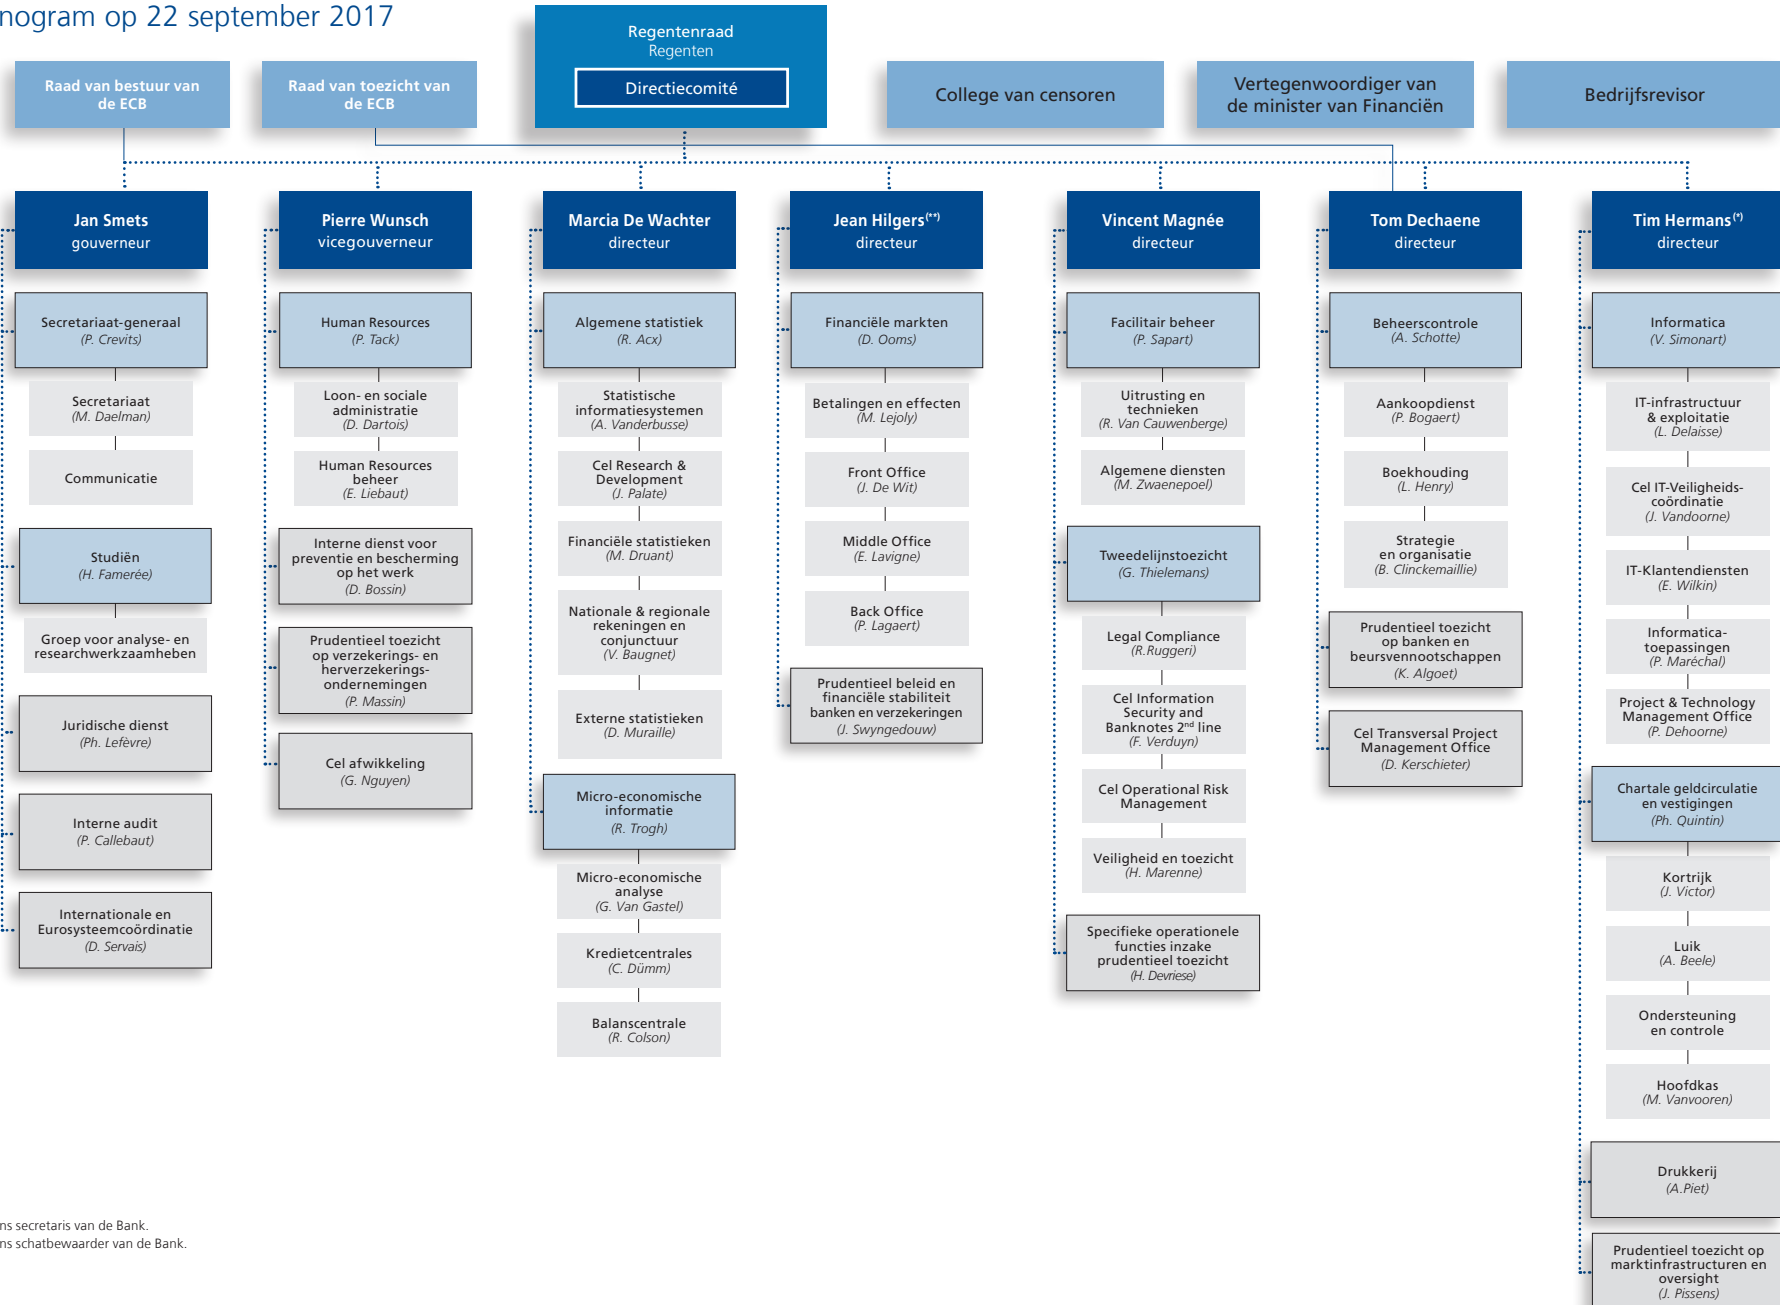 nogram op 22 september 2017
Regentenraad
Regenten
Directiecomité
Raad van bestuur van
de ECB
Raad van toezicht van
de ECB
College van censoren
Vertegenwoordiger van
de minister van Financiën
Bedrijfsrevisor
Jan Smets
gouverneur
Secretariaat-generaal
(P. Crevits)
Secretariaat
(M. Daelman)
Communicatie
Studiën
(H. Famerée)
Groep voor analyse- en
researchwerkzaamheben
Juridische dienst
(Ph. Lefèvre)
Interne audit
(P. Callebaut)
Internationale en
Eurosysteemcoördinatie
(D. Servais)
Pierre Wunsch
vicegouverneur
Human Resources
(P. Tack)
Loon- en sociale
administratie
(D. Dartois)
Human Resources
beheer
(E. Liebaut)
Interne dienst voor
preventie en bescherming
op het werk
(D. Bossin)
Prudentieel toezicht
op verzekerings- en
herverzekerings-
ondernemingen
(P. Massin)
Cel afwikkeling
(G. Nguyen)
Marcia De Wachter
directeur
Algemene statistiek
(R. Acx)
Statistische
informatiesystemen
(A. Vanderbusse)
Cel Research &
Development
(J. Palate)
Financiële statistieken
(M. Druant)
Nationale & regionale
rekeningen en
conjunctuur
(V. Baugnet)
Externe statistieken
(D. Muraille)
Micro-economische
informatie
(R. Trogh)
Micro-economische
analyse
(G. Van Gastel)
Kredietcentrales
(C. Dümm)
Balanscentrale
(R. Colson)
Jean Hilgers(**)
directeur
Financiële markten
(D. Ooms)
Betalingen en effecten
(M. Lejoly)
Front Office
(J. De Wit)
Middle Office
(E. Lavigne)
Back Office
(P. Lagaert)
Prudentieel beleid en
financiële stabiliteit
banken en verzekeringen
(J. Swyngedouw)
Vincent Magnée
directeur
Facilitair beheer
(P. Sapart)
Uitrusting en
technieken
(R. Van Cauwenberge)
Algemene diensten
(M. Zwaenepoel)
Tweedelijnstoezicht
(G. Thielemans)
Legal Compliance
(R.Ruggeri)
Cel Information
Security and
Banknotes 2nd line
(F. Verduyn)
Cel Operational Risk
Management
Veiligheid en toezicht
(H. Marenne)
Specifieke operationele
functies inzake
prudentieel toezicht
(H. Devriese)
Tom Dechaene
directeur
Beheerscontrole
(A. Schotte)
Aankoopdienst
(P. Bogaert)
Boekhouding
(L. Henry)
Strategie
en organisatie
(B. Clinckemaillie)
Prudentieel toezicht
op banken en
beursvennootschappen
(K. Algoet)
Cel Transversal Project
Management Office
(D. Kerschieter)
Tim Hermans(*)
directeur
Informatica
(V. Simonart)
IT-infrastructuur
& exploitatie
(L. Delaisse)
Cel IT-Veiligheids-
coördinatie
(J. Vandoorne)
IT-Klantendiensten
(E. Wilkin)
Informatica-
toepassingen
(P. Maréchal)
Project & Technology
Management Office
(P. Dehoorne)
Chartale geldcirculatie
en vestigingen
(Ph. Quintin)
Kortrijk
(J. Victor)
Luik
(A. Beele)
Ondersteuning
en controle
Hoofdkas
(M. Vanvooren)
Drukkerij
(A.Piet)
Prudentieel toezicht op
marktinfrastructuren en
oversight
(J. Pissens)
ns secretaris van de Bank.
ns schatbewaarder van de Bank.